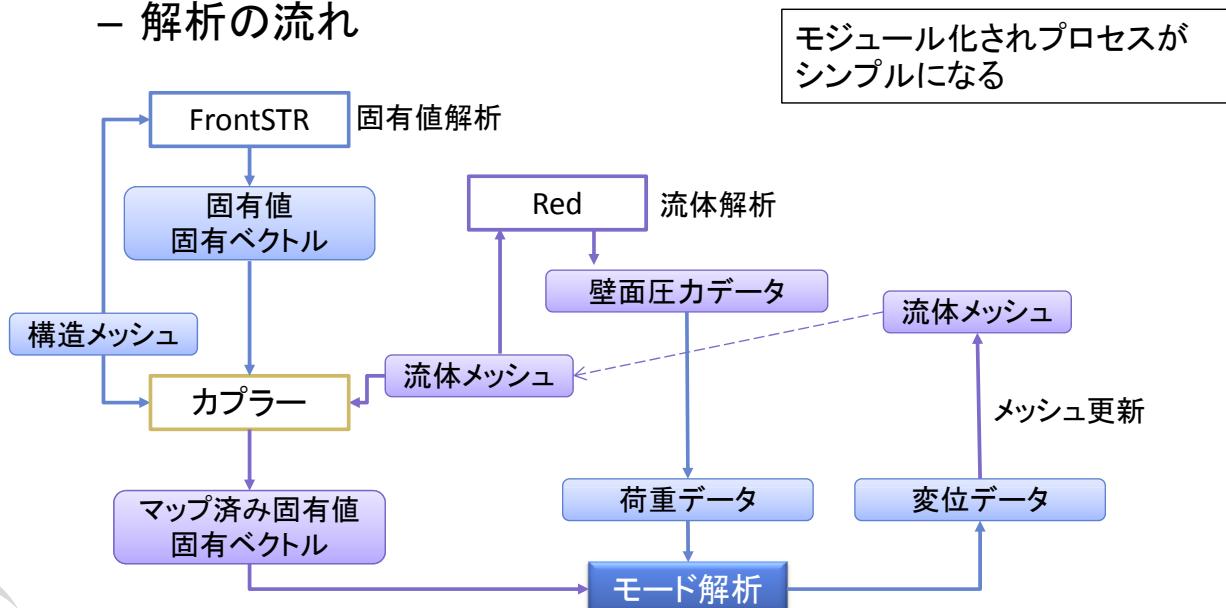 – 解析の流れ
モジュール化されプロセスが
シンプルになる
FrontSTR
固有値解析
固有値
固有ベクトル
Red
流体解析
壁面圧力データ
流体メッシュ
構造メッシュ
流体メッシュ
カプラー
メッシュ更新
マップ済み固有値
固有ベクトル
荷重データ
変位データ
モード解析